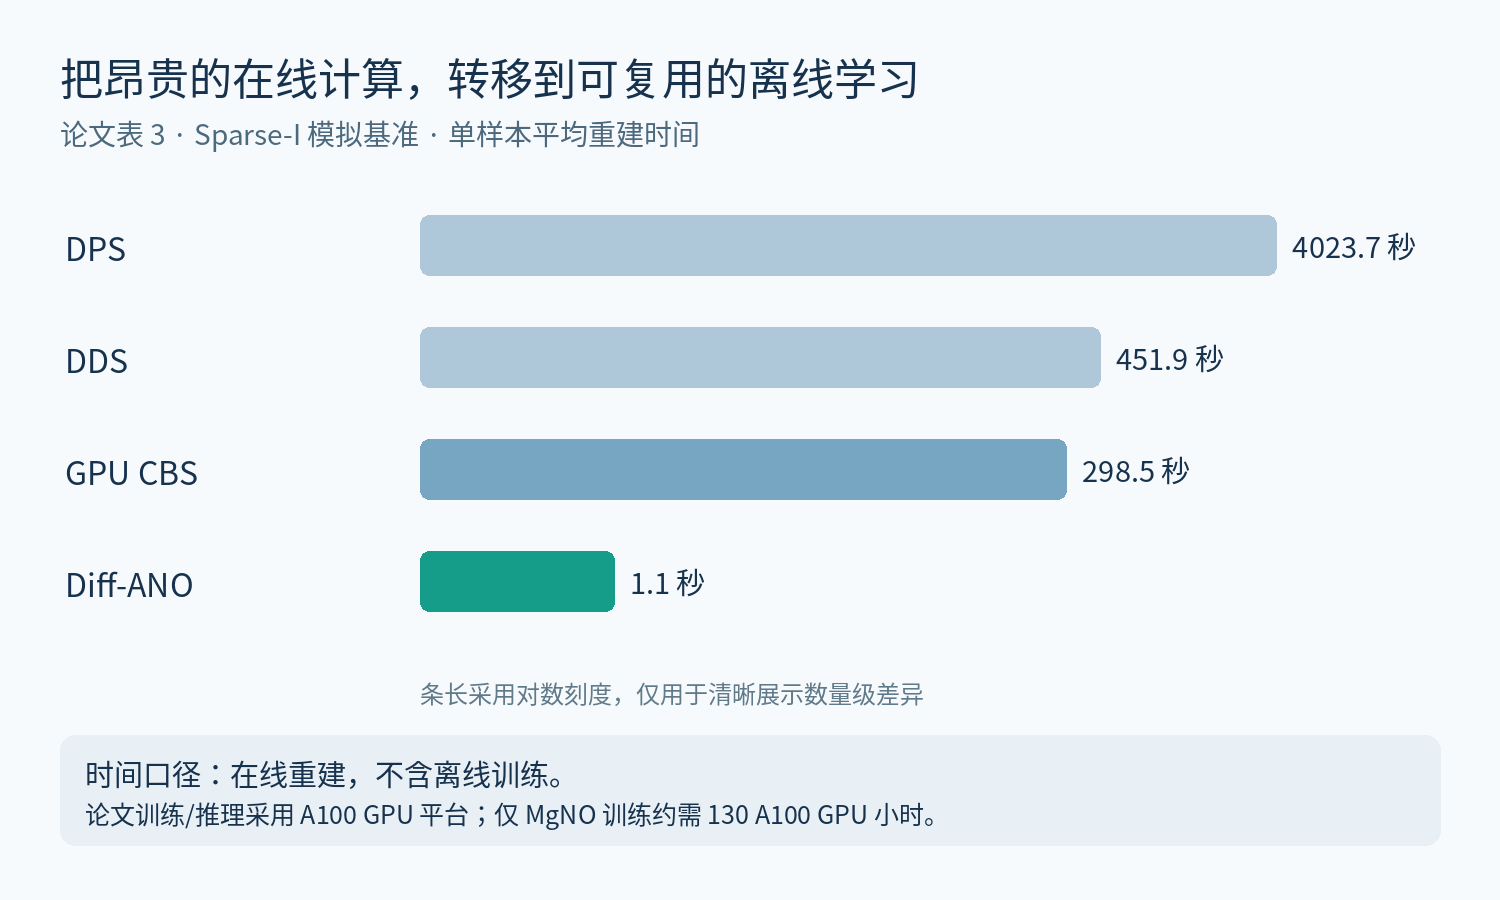 把昂贵的在线计算，转移到可复用的离线学习
论文表 3 · Sparse-I 模拟基准 · 单样本平均重建时间
DPS
4023.7 秒
DDS
451.9 秒
GPU CBS
298.5 秒
Diff-ANO
1.1 秒
条长采用对数刻度，仅用于清晰展示数量级差异
时间口径：在线重建，不含离线训练。
论文训练/推理采用 A100 GPU 平台；仅 MgNO 训练约需 130 A100 GPU 小时。